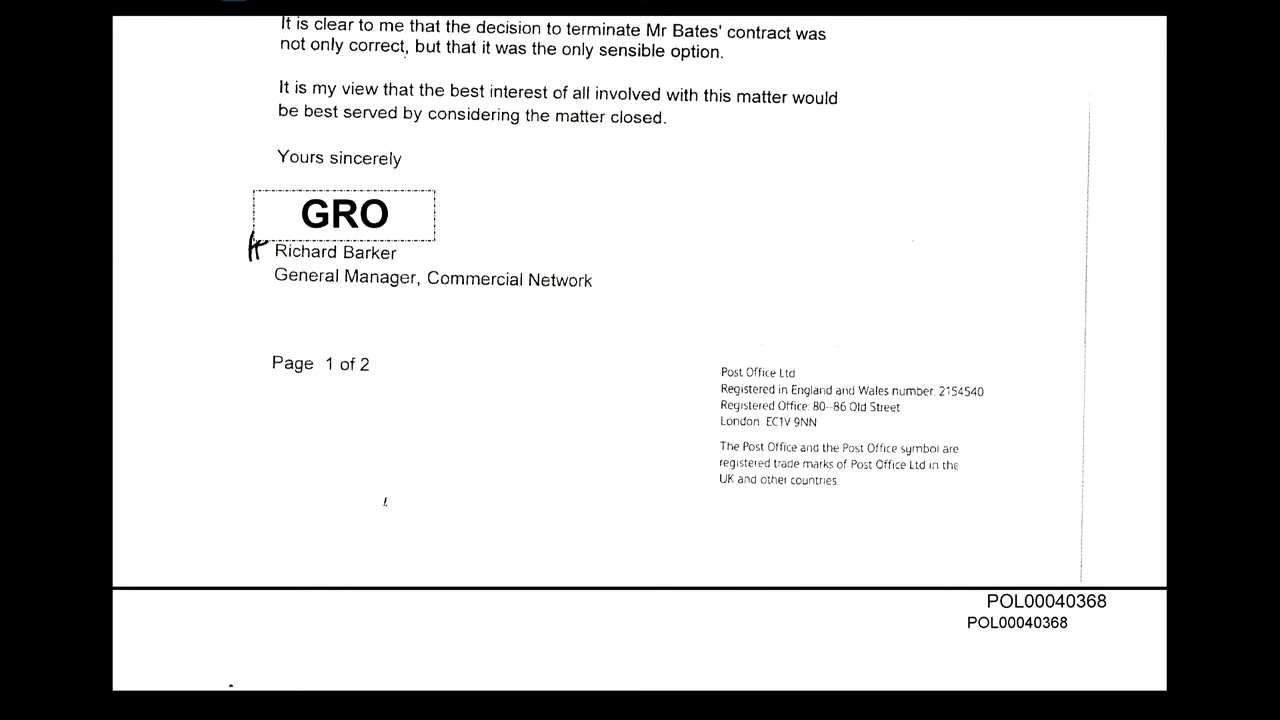 It is clear to me that the decision to terminate Mr Bates' contract was
not only correct, but that it was the only sensible option.
It is my view that the best interest of all involved with this matter would
be best served by considering the matter closed.
Yours sincerely
GRO
Richard Barker
General Manager, Commercial Network
Page 1 of 2
Post Office Ltd
Registered in England and Wales number: 2154540
Registered Office: 80–86 Old Street
London EC1V 9NN
The Post Office and the Post Office symbol are
registered trade marks of Post Office Ltd in the
UK and other countries.
POL00040368
POL00040368